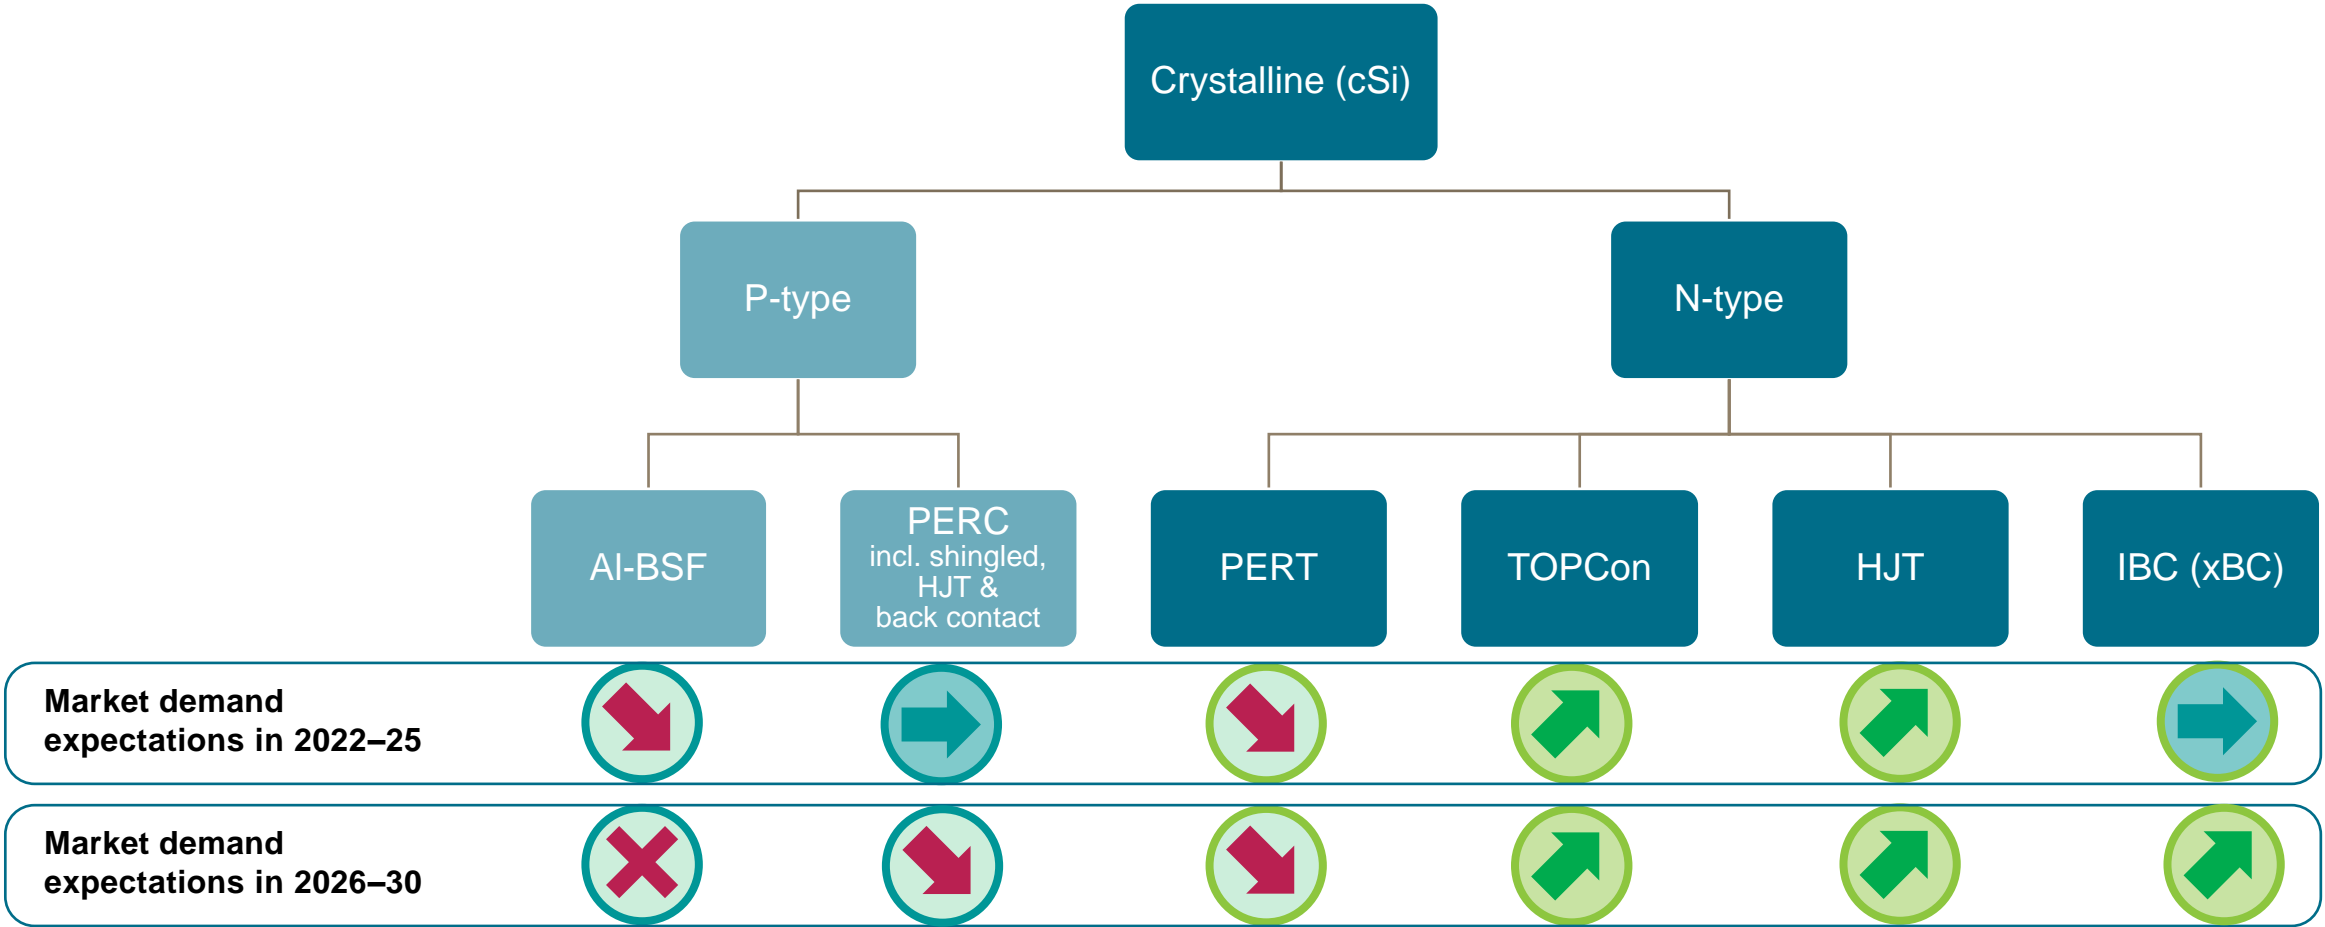 Crystalline (cSi)
P-type
N-type
Al-BSF
PERC
incl. shingled,
HJT &
back contact
PERT
TOPCon
HJT
IBC (xBC)
Market demand
expectations in 2022–25
Market demand
expectations in 2026–30